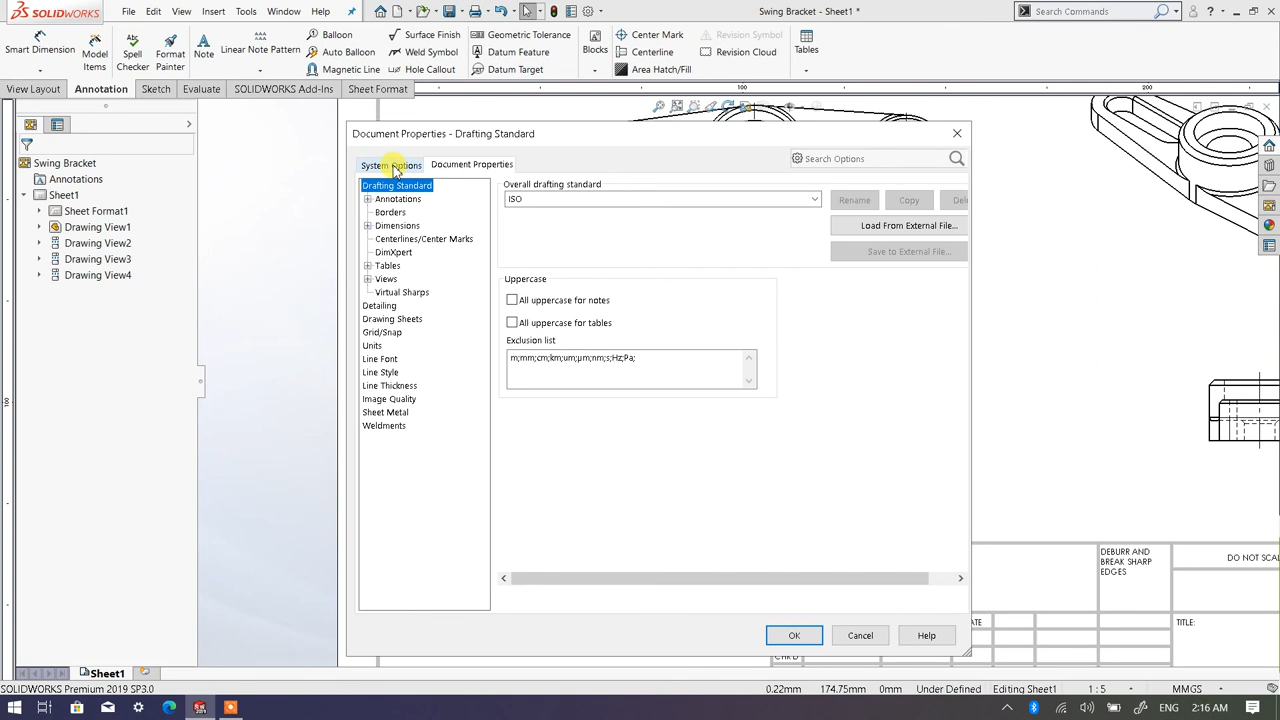 SOLIDWORKS File Edit View Insert Tools Window Help Swing Bracket - Sheet1 * Search Commands ?
Smart Dimension Model Items Spell Checker Format Painter Note Linear Note Pattern Balloon Surface Finish Geometric Tolerance Blocks Center Mark Revision Symbol Tables
Auto Balloon Weld Symbol Datum Feature Centerline Revision Cloud
Magnetic Line Hole Callout Datum Target Area Hatch/Fill
View Layout Annotation Sketch Evaluate SOLIDWORKS Add-Ins Sheet Format 100 200
Swing Bracket
Annotations
Sheet1
Sheet Format1
Drawing View1
Drawing View2
Drawing View3
Drawing View4
100
Document Properties - Drafting Standard
System Options Document Properties Search Options
Drafting Standard
Annotations
Borders
Dimensions
Centerlines/Center Marks
DimXpert
Tables
Views
Virtual Sharps
Detailing
Drawing Sheets
Grid/Snap
Units
Line Font
Line Style
Line Thickness
Image Quality
Sheet Metal
Weldments
Overall drafting standard
ISO Rename Copy Del
Load From External File...
Save to External File...
Uppercase
All uppercase for notes
All uppercase for tables
Exclusion list
m;mm;cm;km;um;µm;nm;s;Hz;Pa;
OK Cancel Help
DEBURR AND
BREAK SHARP
EDGES
DO NOT SCAL
ATE TITLE:
CHK'D
Sheet1
SOLIDWORKS Premium 2019 SP3.0 0.22mm 174.75mm 0mm Under Defined Editing Sheet1 1 : 5 MMGS
ENG 2:16 AM